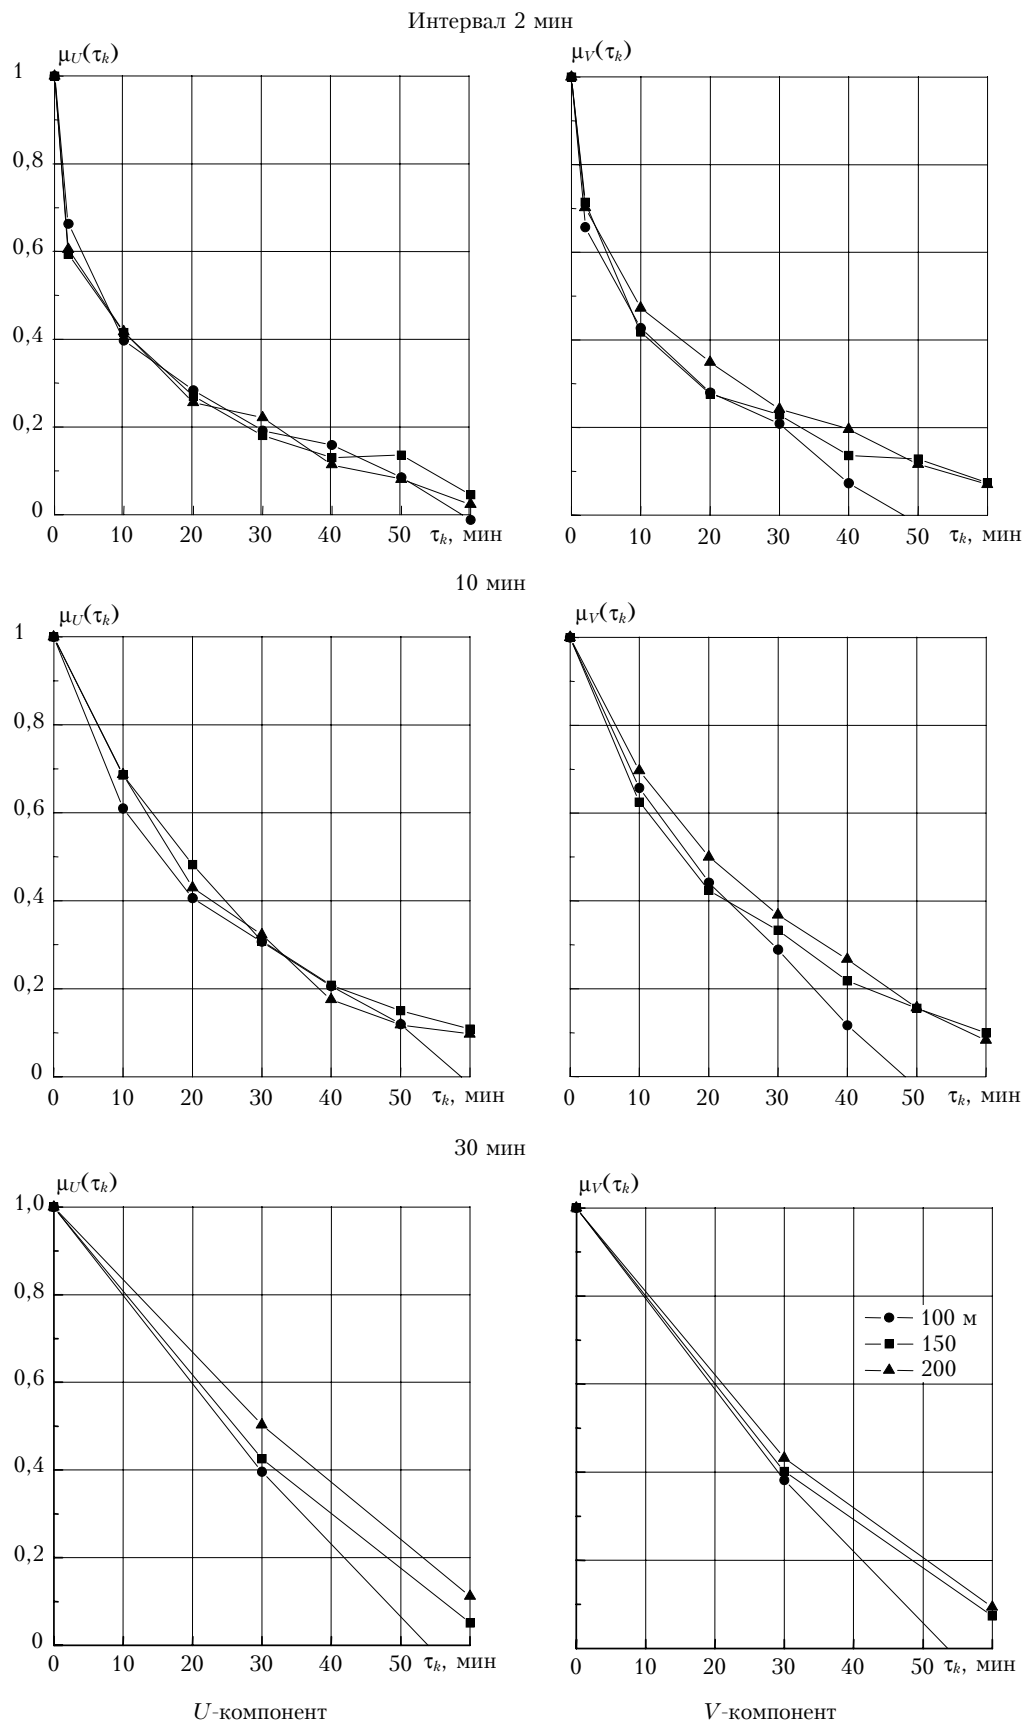 Интервал 2 мин
μU(τk)
1
0,8
0,6
0,4
0,2
0
0 10 20 30 40 50 τk, мин
μV(τk)
0 10 20 30 40 50 τk, мин
10 мин
μU(τk)
1
0,8
0,6
0,4
0,2
0
0 10 20 30 40 50 τk, мин
μV(τk)
0 10 20 30 40 50 τk, мин
30 мин
μU(τk)
1,0
0,8
0,6
0,4
0,2
0
0 10 20 30 40 50 τk, мин
U-компонент
μV(τk)
100 м
150
200
0 10 20 30 40 50 τk, мин
V-компонент